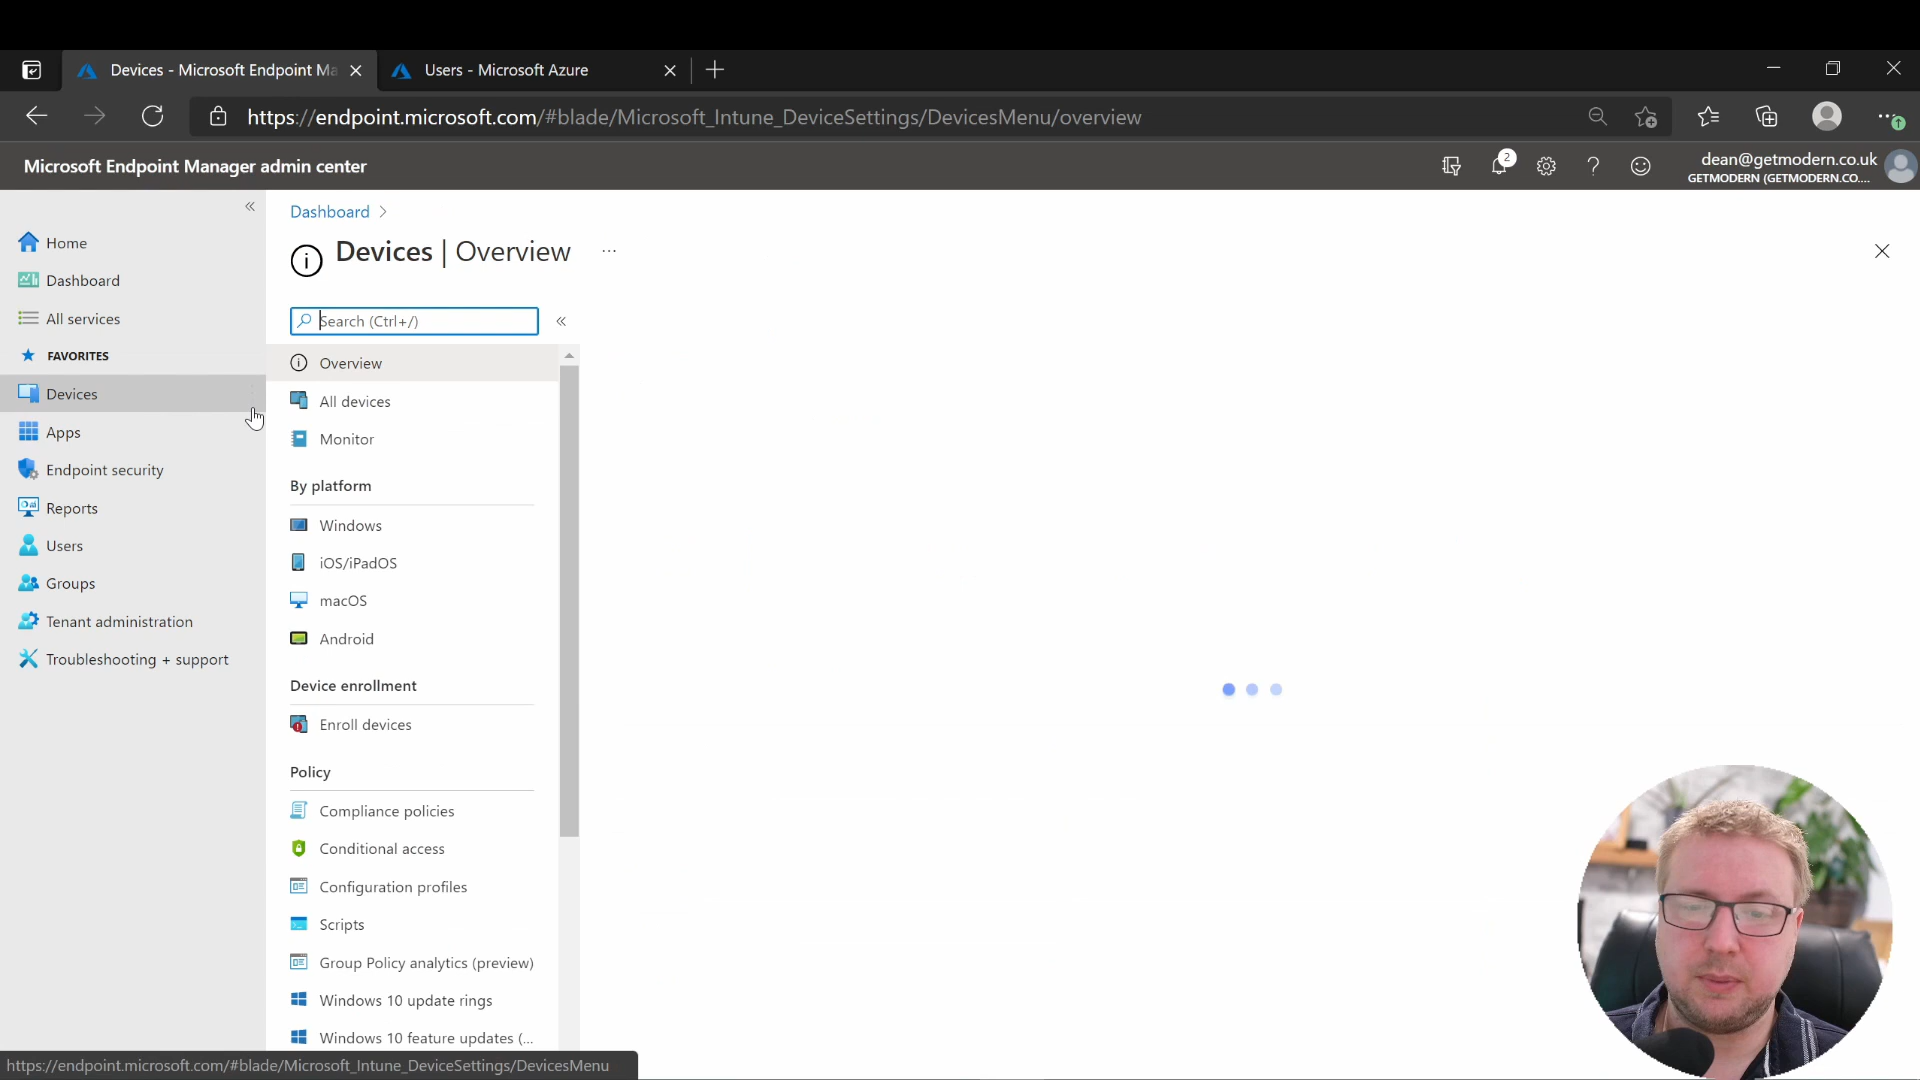 Devices - Microsoft Endpoint Ma
Users - Microsoft Azure
https://endpoint.microsoft.com/#blade/Microsoft_Intune_DeviceSettings/DevicesMenu/overview
Microsoft Endpoint Manager admin center
2
dean@getmodern.co.uk
GETMODERN (GETMODERN.CO....
Home
Dashboard
All services
FAVORITES
Devices
Apps
Endpoint security
Reports
Users
Groups
Tenant administration
Troubleshooting + support
Dashboard
Devices | Overview
...
Search (Ctrl+/)
Overview
All devices
Monitor
By platform
Windows
iOS/iPadOS
macOS
Android
Device enrollment
Enroll devices
Policy
Compliance policies
Conditional access
Configuration profiles
Scripts
Group Policy analytics (preview)
Windows 10 update rings
Windows 10 feature updates (...
https://endpoint.microsoft.com/#blade/Microsoft_Intune_DeviceSettings/DevicesMenu